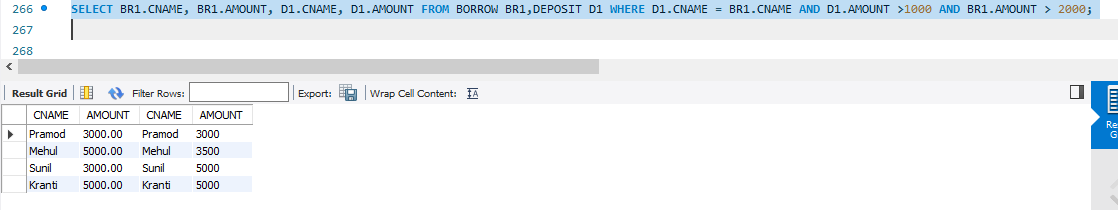 266 SELECT BR1.CNAME, BR1.AMOUNT, D1.CNAME, D1.AMOUNT FROM BORROW BR1,DEPOSIT D1 WHERE D1.CNAME = BR1.CNAME AND D1.AMOUNT >1000 AND BR1.AMOUNT > 2000;
267
268
Result Grid Filter Rows: Export: Wrap Cell Content:
CNAME AMOUNT CNAME AMOUNT
Pramod 3000.00 Pramod 3000
Mehul 5000.00 Mehul 3500
Sunil 3000.00 Sunil 5000
Kranti 5000.00 Kranti 5000